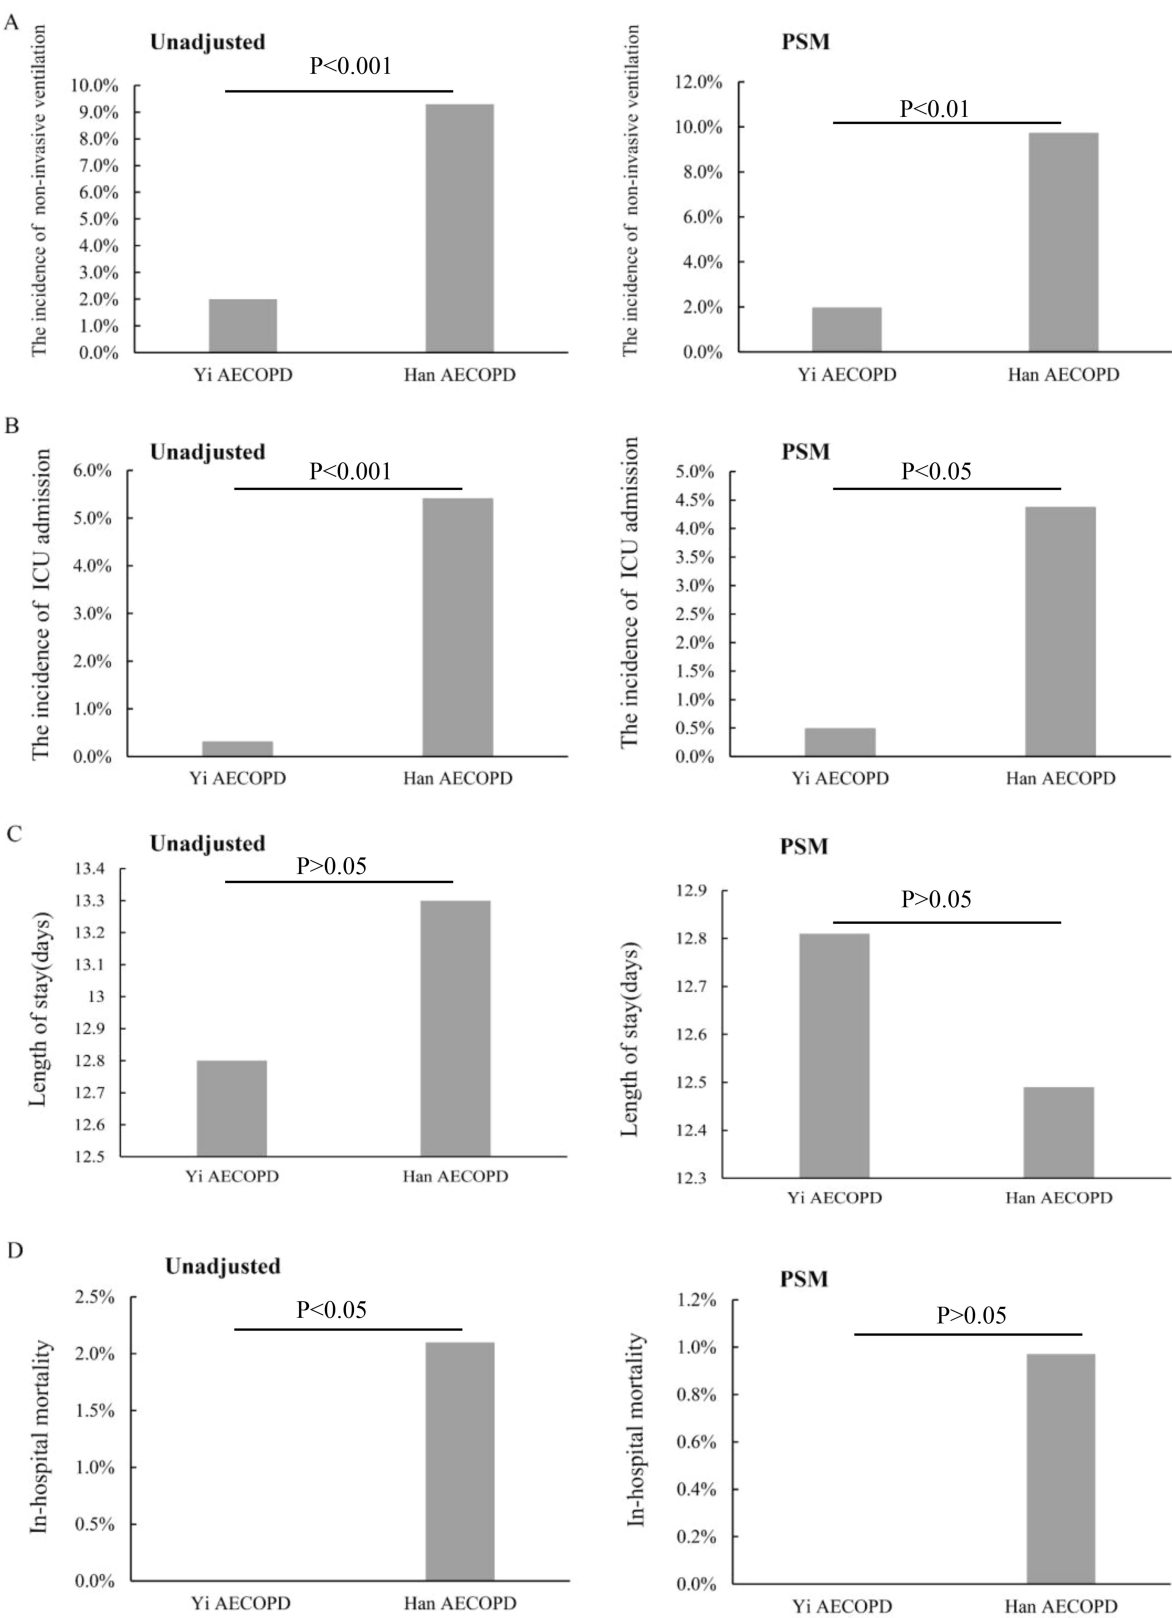 A
Unadjusted
P<0.001
The incidence of non-invasive ventilation
10.0%
9.0%
8.0%
7.0%
6.0%
5.0%
4.0%
3.0%
2.0%
1.0%
0.0%
Yi AECOPD
Han AECOPD
PSM
P<0.01
The incidence of non-invasive ventilation
12.0%
10.0%
8.0%
6.0%
4.0%
2.0%
0.0%
Yi AECOPD
Han AECOPD
B
Unadjusted
P<0.001
The incidence of ICU admission
6.0%
5.0%
4.0%
3.0%
2.0%
1.0%
0.0%
Yi AECOPD
Han AECOPD
PSM
P<0.05
The incidence of ICU admission
5.0%
4.5%
4.0%
3.5%
3.0%
2.5%
2.0%
1.5%
1.0%
0.5%
0.0%
Yi AECOPD
Han AECOPD
C
Unadjusted
P>0.05
Length of stay(days)
13.4
13.3
13.2
13.1
13
12.9
12.8
12.7
12.6
12.5
Yi AECOPD
Han AECOPD
PSM
P>0.05
Length of stay(days)
12.9
12.8
12.7
12.6
12.5
12.4
12.3
Yi AECOPD
Han AECOPD
D
Unadjusted
P<0.05
In-hospital mortality
2.5%
2.0%
1.5%
1.0%
0.5%
0.0%
Yi AECOPD
Han AECOPD
PSM
P>0.05
In-hospital mortality
1.2%
1.0%
0.8%
0.6%
0.4%
0.2%
0.0%
Yi AECOPD
Han AECOPD